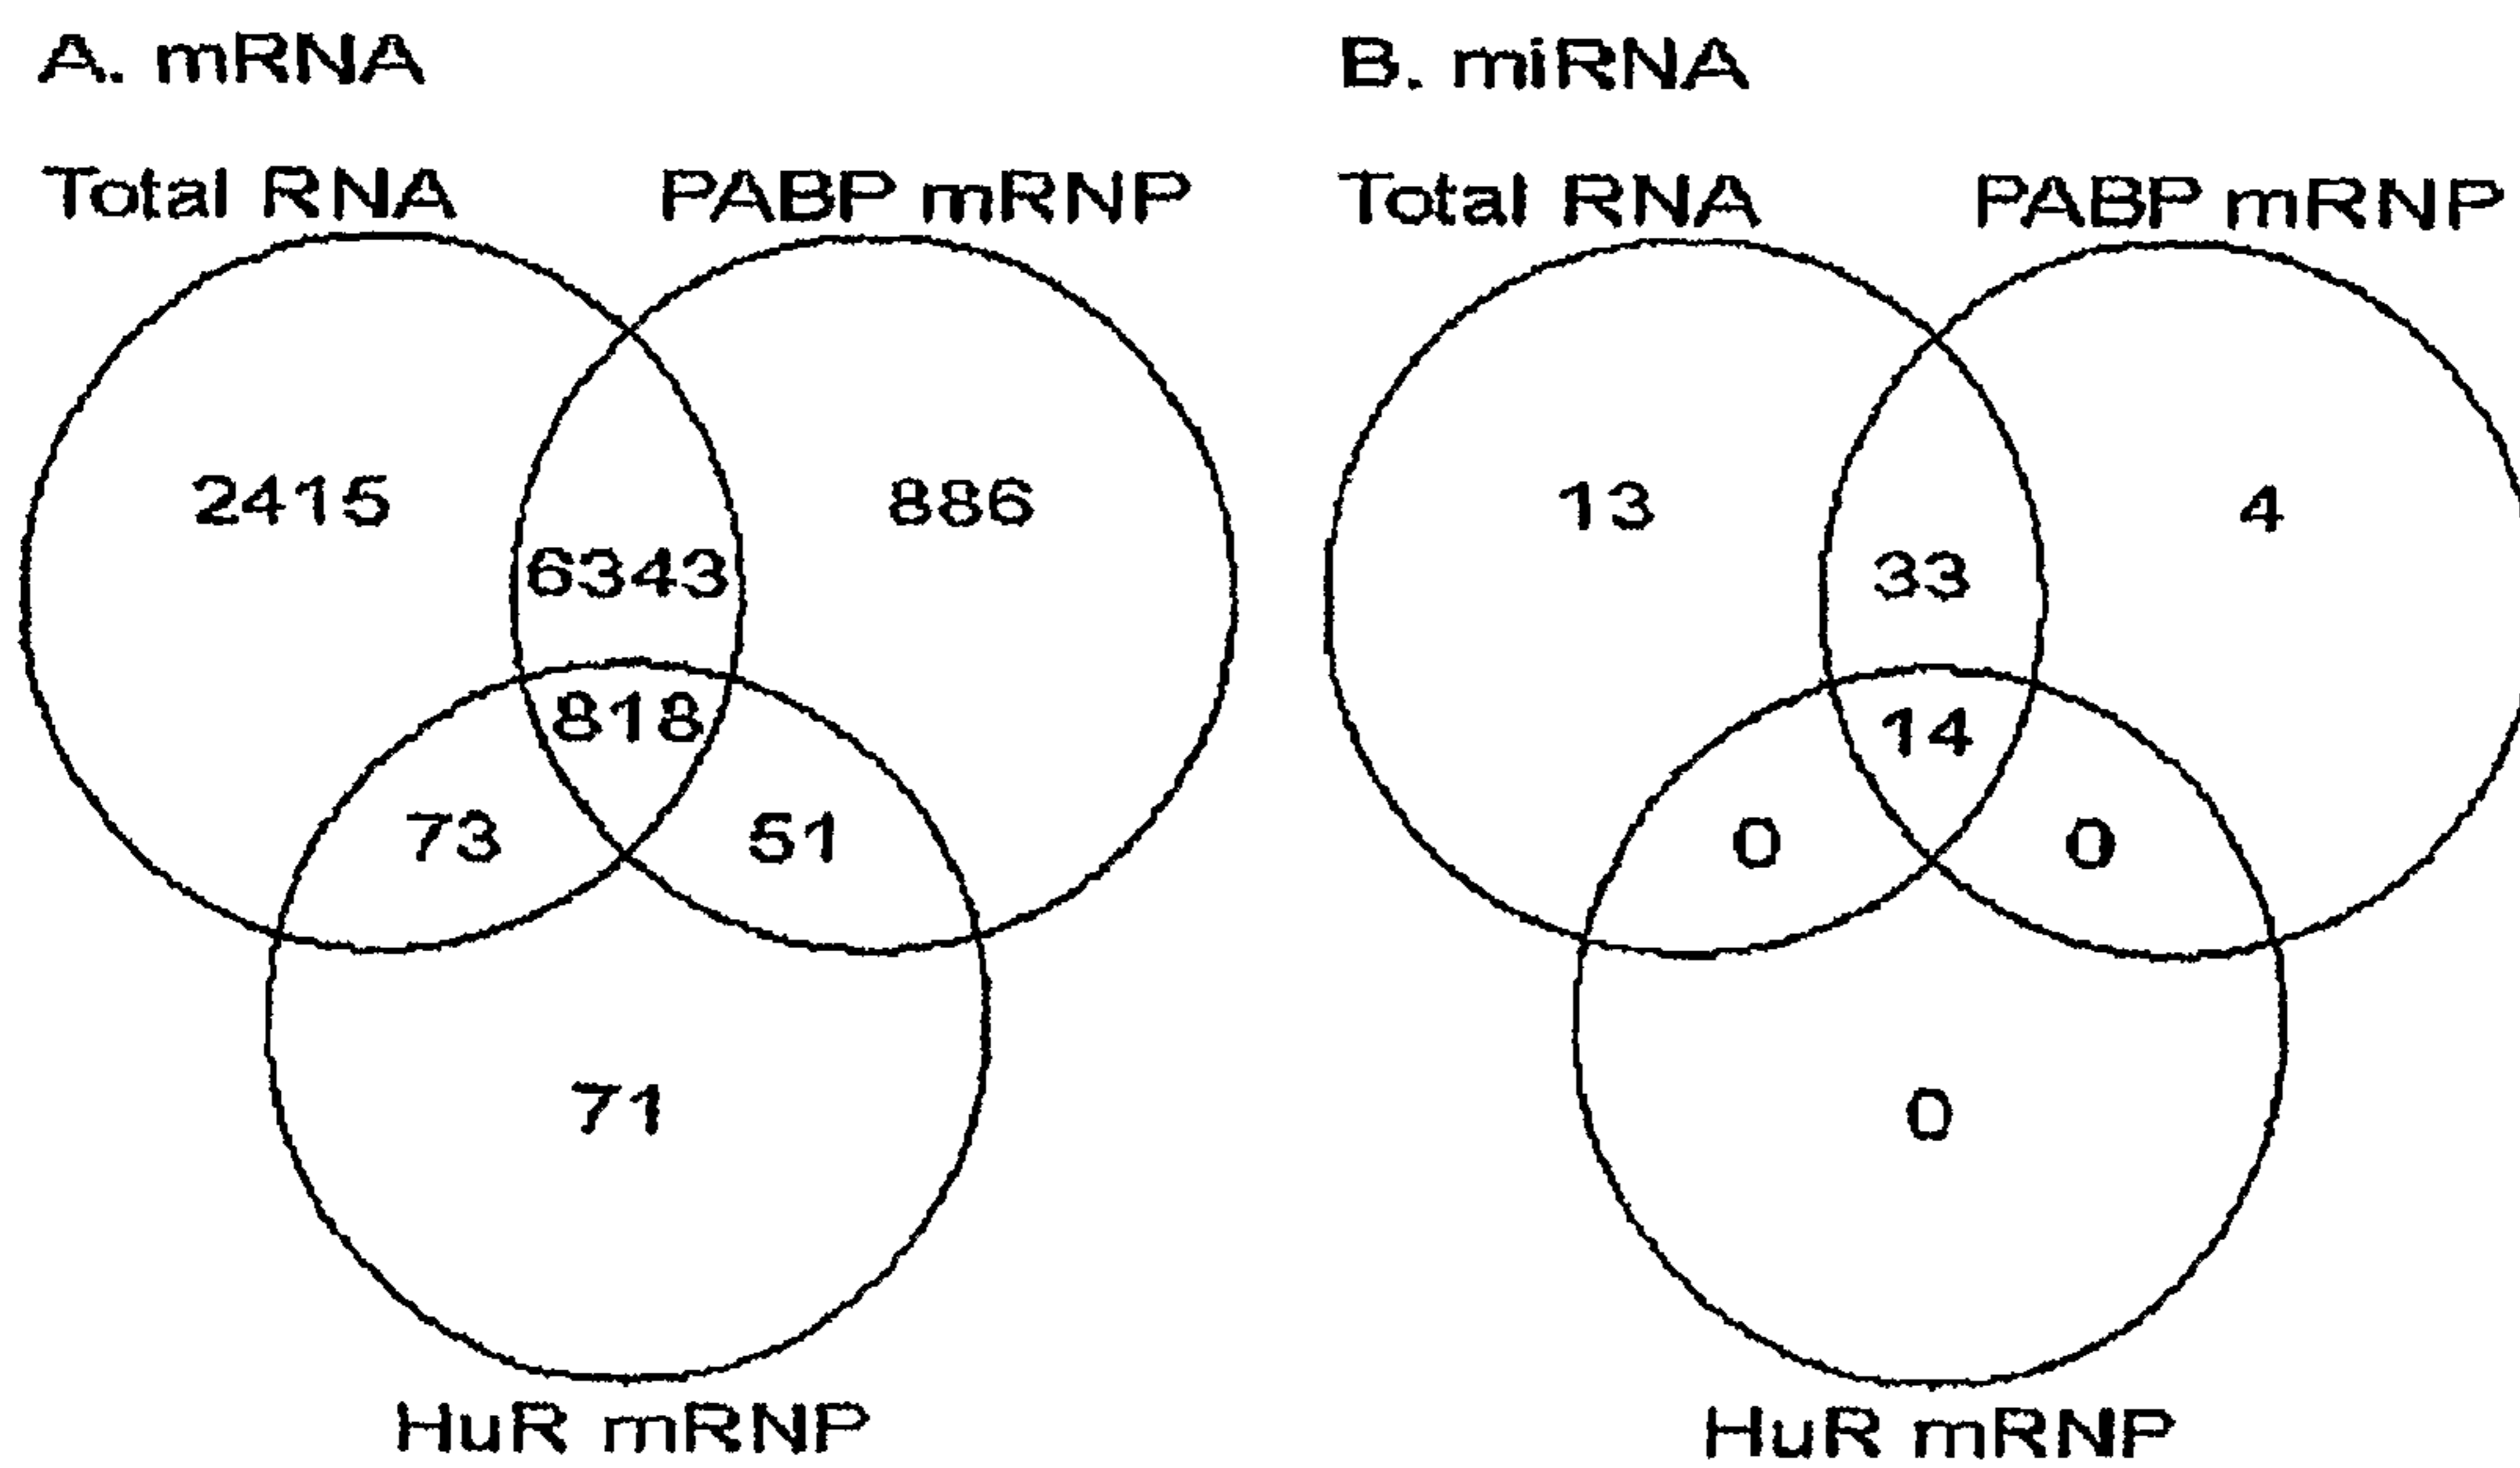 A. mRNA
Total RNA
PABP mRNP
2415
886
6343
818
73
51
71
HuR mRNP
B. miRNA
Total RNA
PABP mRNP
13
4
33
14
0
0
0
HuR mRNP